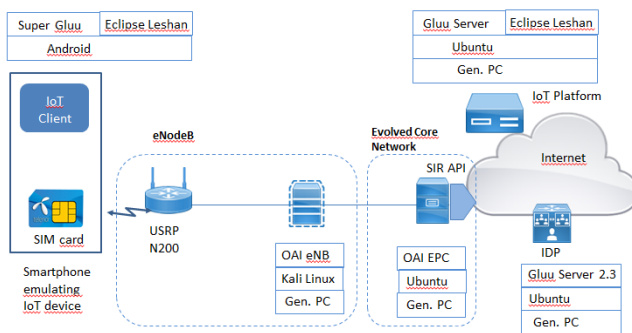 Super Gluu
Eclipse Leshan
Android
Gluu Server
Eclipse Leshan
Ubuntu
Gen. PC
IoT
Client
IoT Platform
eNodeB
Evolved Core
Network
SIR API
Internet
SIM card
USRP
N200
IDP
OAI eNB
Kali Linux
Gen. PC
OAI EPC
Ubuntu
Gen. PC
Smartphone
emulating
IoT device
Gluu Server 2.3
Ubuntu
Gen. PC